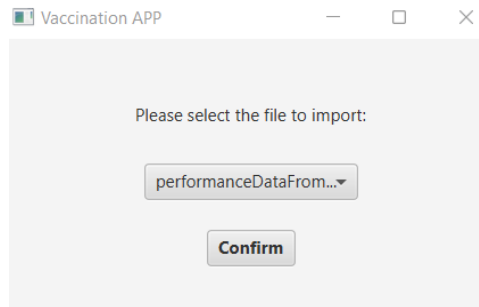 Vaccination APP
Please select the file to import:
performanceDataFrom...
Confirm